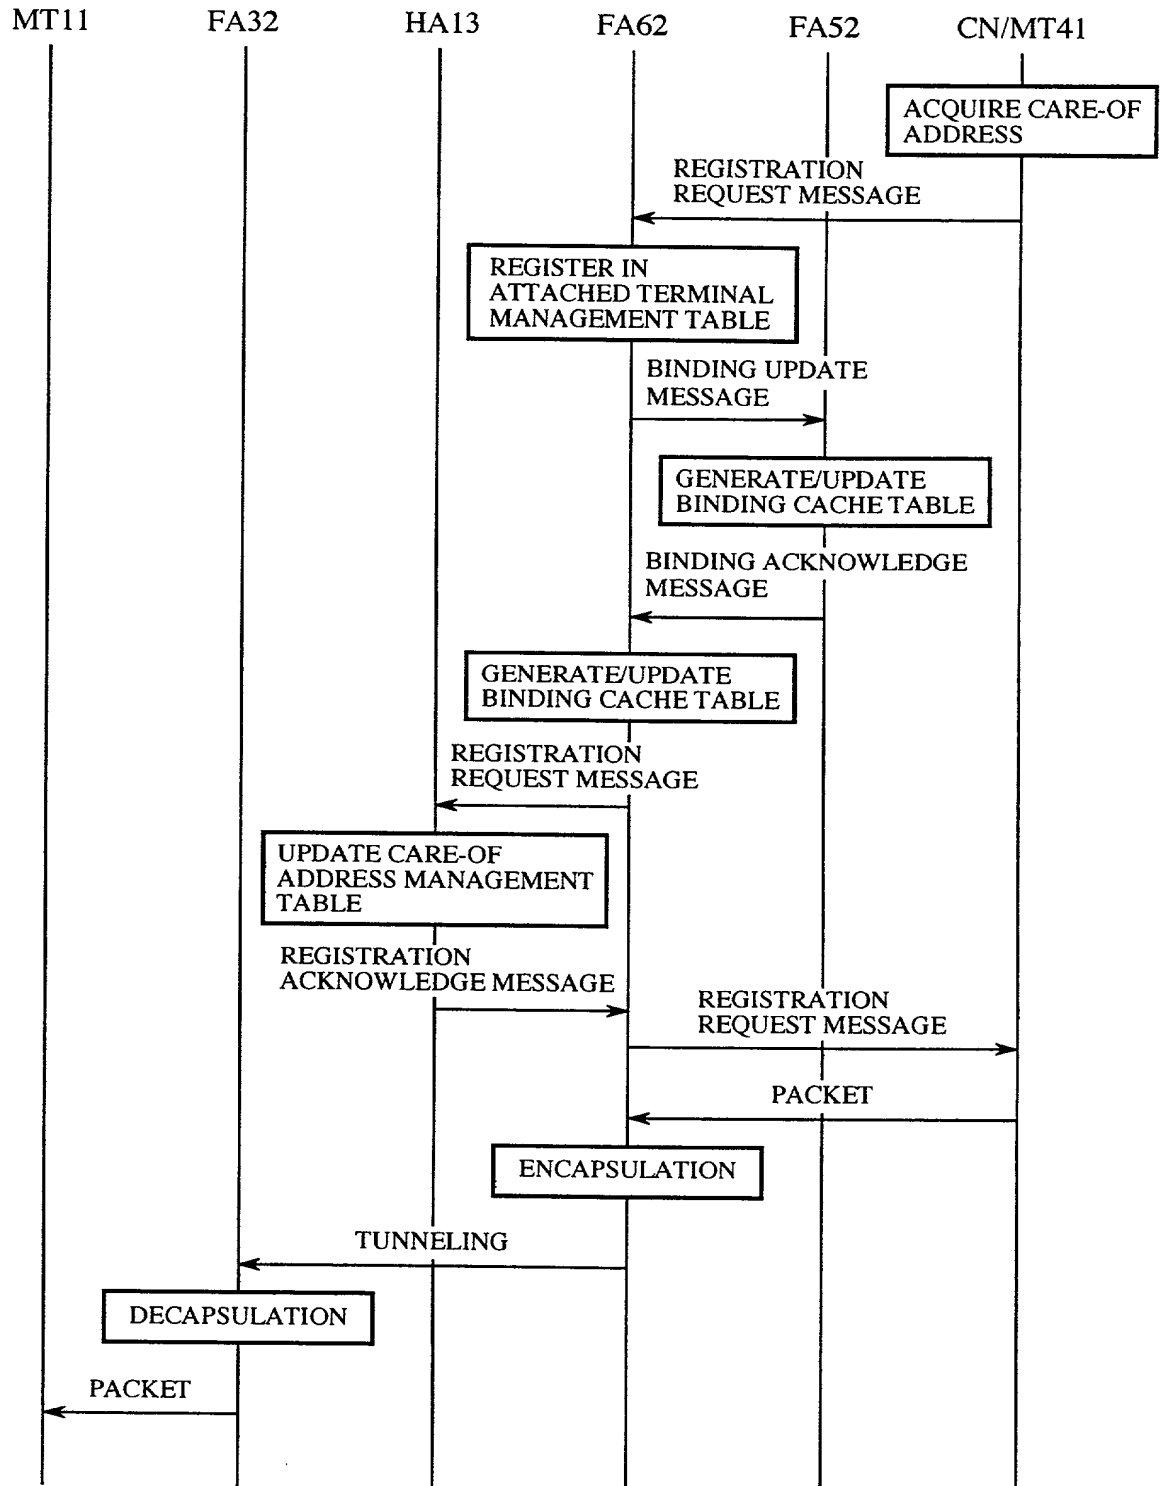 MT11 FA32 HA13 FA62 FA52 CN/MT41
ACQUIRE CARE-OF
ADDRESS
REGISTRATION
REQUEST MESSAGE
REGISTER IN
ATTACHED TERMINAL
MANAGEMENT TABLE
BINDING UPDATE
MESSAGE
GENERATE/UPDATE
BINDING CACHE TABLE
BINDING ACKNOWLEDGE
MESSAGE
GENERATE/UPDATE
BINDING CACHE TABLE
REGISTRATION
REQUEST MESSAGE
UPDATE CARE-OF
ADDRESS MANAGEMENT
TABLE
REGISTRATION
ACKNOWLEDGE MESSAGE
REGISTRATION
REQUEST MESSAGE
PACKET
ENCAPSULATION
TUNNELING
DECAPSULATION
PACKET